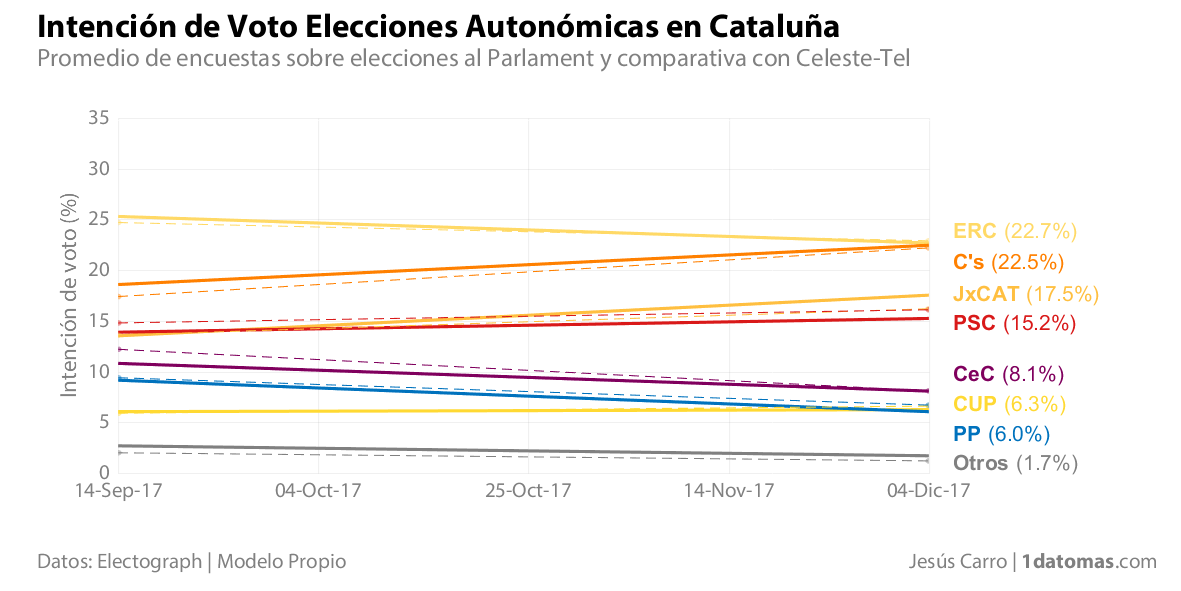 Intención de Voto Elecciones Autonómicas en Cataluña
Promedio de encuestas sobre elecciones al Parlament y comparativa con Celeste-Tel
Intención de voto (%)
35
30
25
20
15
10
5
0
14-Sep-17
04-Oct-17
25-Oct-17
14-Nov-17
04-Dic-17
ERC (22.7%)
C's (22.5%)
JxCAT (17.5%)
PSC (15.2%)
CeC (8.1%)
CUP (6.3%)
PP (6.0%)
Otros (1.7%)
Datos: Electograph | Modelo Propio
Jesús Carro | 1datomas.com